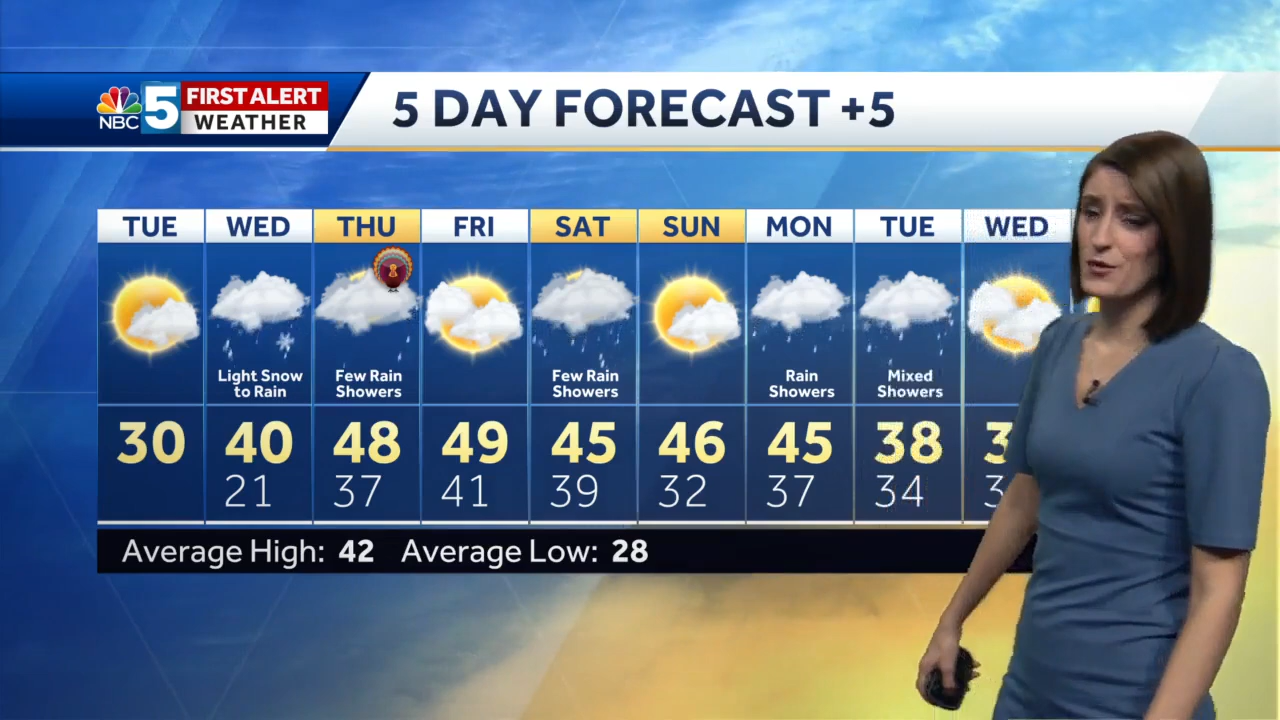 NBC 5 FIRST ALERT
WEATHER
5 DAY FORECAST +5
TUE WED THU FRI SAT SUN MON TUE WED
Light Snow
to Rain
Few Rain
Showers
Few Rain
Showers
Rain
Showers
Mixed
Showers
30 40 48 49 45 46 45 38
21 37 41 39 32 37 34
Average High: 42 Average Low: 28